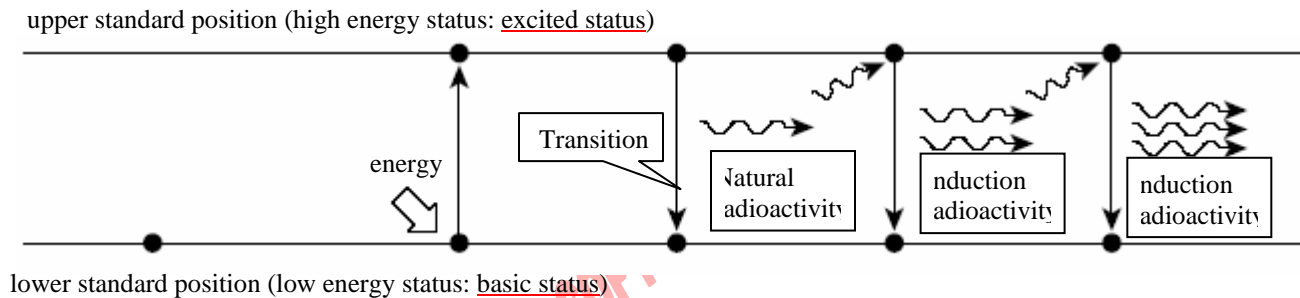 upper standard position (high energy status: excited status)
Transition
energy
Natural
adioactivity
nduction
adioactivity
nduction
adioactivity
lower standard position (low energy status: basic status)